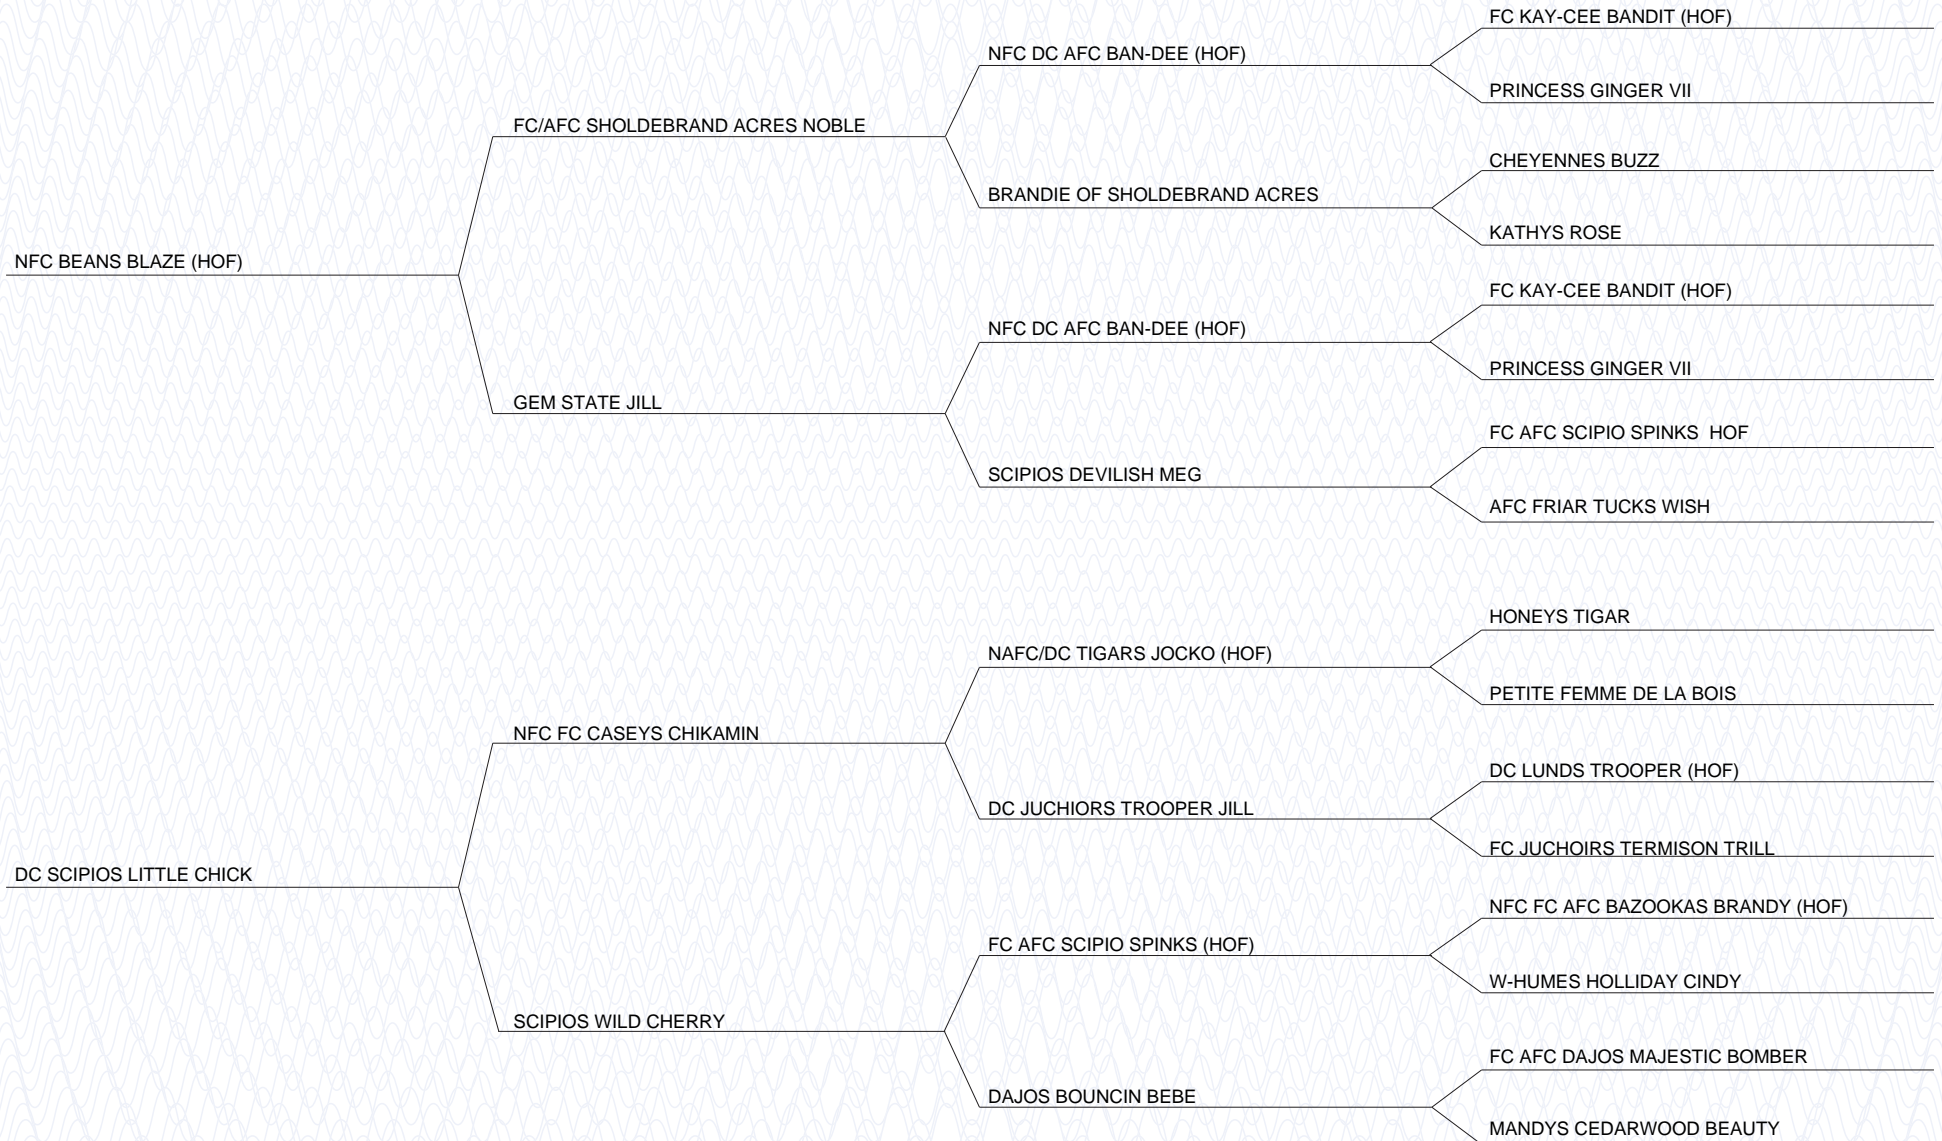 FC KAY-CEE BANDIT (HOF)
NFC DC AFC BAN-DEE (HOF)
PRINCESS GINGER VII
FC/AFC SHOLDEBRAND ACRES NOBLE
CHEYENNES BUZZ
BRANDIE OF SHOLDEBRAND ACRES
KATHYS ROSE
NFC BEANS BLAZE (HOF)
FC KAY-CEE BANDIT (HOF)
NFC DC AFC BAN-DEE (HOF)
PRINCESS GINGER VII
GEM STATE JILL
FC AFC SCIPIO SPINKS  HOF
SCIPIOS DEVILISH MEG
AFC FRIAR TUCKS WISH
HONEYS TIGAR
NAFC/DC TIGARS JOCKO (HOF)
PETITE FEMME DE LA BOIS
NFC FC CASEYS CHIKAMIN
DC LUNDS TROOPER (HOF)
DC JUCHIORS TROOPER JILL
FC JUCHOIRS TERMISON TRILL
DC SCIPIOS LITTLE CHICK
NFC FC AFC BAZOOKAS BRANDY (HOF)
FC AFC SCIPIO SPINKS (HOF)
W-HUMES HOLLIDAY CINDY
SCIPIOS WILD CHERRY
FC AFC DAJOS MAJESTIC BOMBER
DAJOS BOUNCIN BEBE
MANDYS CEDARWOOD BEAUTY